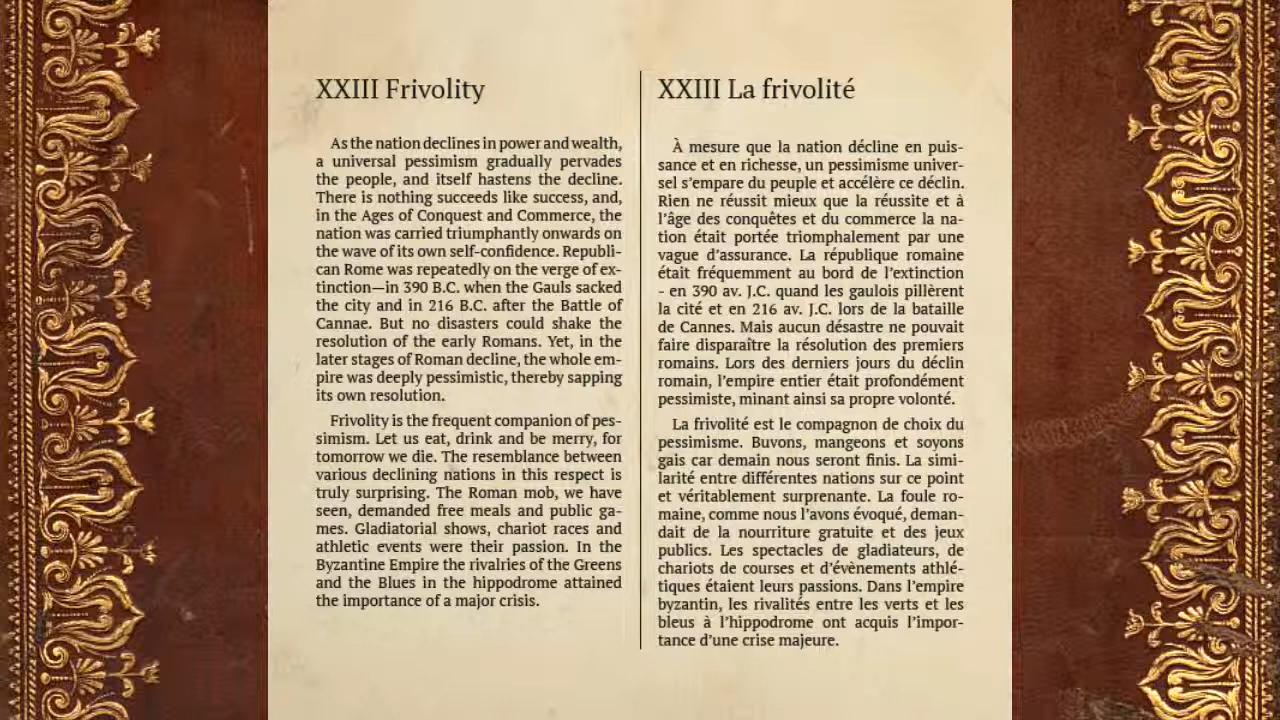 XXIII Frivolity
As the nation declines in power and wealth,
a universal pessimism gradually pervades
the people, and itself hastens the decline.
There is nothing succeeds like success, and,
in the Ages of Conquest and Commerce, the
nation was carried triumphantly onwards on
the wave of its own self-confidence. Republi-
can Rome was repeatedly on the verge of ex-
tinction—in 390 B.C. when the Gauls sacked
the city and in 216 B.C. after the Battle of
Cannae. But no disasters could shake the
resolution of the early Romans. Yet, in the
later stages of Roman decline, the whole em-
pire was deeply pessimistic, thereby sapping
its own resolution.
Frivolity is the frequent companion of pes-
simism. Let us eat, drink and be merry, for
tomorrow we die. The resemblance between
various declining nations in this respect is
truly surprising. The Roman mob, we have
seen, demanded free meals and public ga-
mes. Gladiatorial shows, chariot races and
athletic events were their passion. In the
Byzantine Empire the rivalries of the Greens
and the Blues in the hippodrome attained
the importance of a major crisis.
XXIII La frivolité
À mesure que la nation décline en puis-
sance et en richesse, un pessimisme univer-
sel s'empare du peuple et accélère ce déclin.
Rien ne réussit mieux que la réussite et à
l'âge des conquêtes et du commerce la na-
tion était portée triomphalement par une
vague d'assurance. La république romaine
était fréquemment au bord de l'extinction
- en 390 av. J.C. quand les gaulois pillèrent
la cité et en 216 av. J.C. lors de la bataille
de Cannes. Mais aucun désastre ne pouvait
faire disparaître la résolution des premiers
romains. Lors des derniers jours du déclin
romain, l'empire entier était profondément
pessimiste, minant ainsi sa propre volonté.
La frivolité est le compagnon de choix du
pessimisme. Buvons, mangeons et soyons
gais car demain nous seront finis. La simi-
larité entre différentes nations sur ce point
et véritablement surprenante. La foule ro-
maine, comme nous l'avons évoqué, deman-
dait de la nourriture gratuite et des jeux
publics. Les spectacles de gladiateurs, de
chariots de courses et d'évènements athlé-
tiques étaient leurs passions. Dans l'empire
byzantin, les rivalités entre les verts et les
bleus à l'hippodrome ont acquis l'impor-
tance d'une crise majeure.